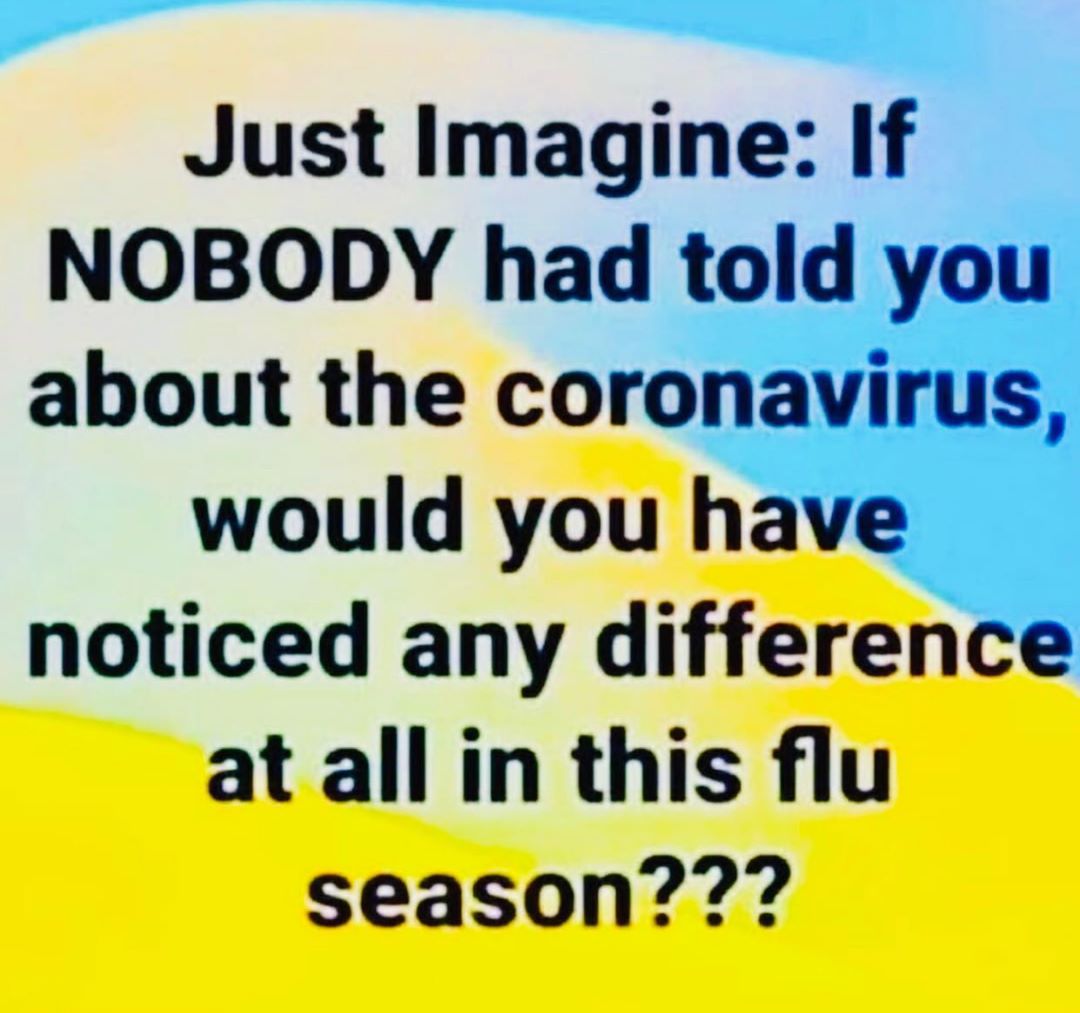 Just Imagine: If
NOBODY had told you
about the coronavirus,
would you have
noticed any difference
at all in this flu
season???